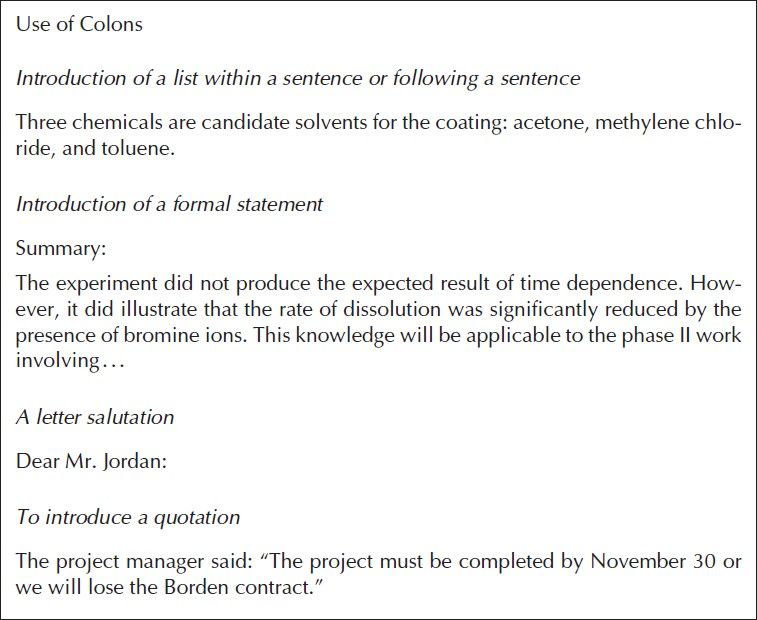 Use of Colons
Introduction of a list within a sentence or following a sentence
Three chemicals are candidate solvents for the coating: acetone, methylene chlo-
ride, and toluene.
Introduction of a formal statement
Summary:
The experiment did not produce the expected result of time dependence. How-
ever, it did illustrate that the rate of dissolution was significantly reduced by the
presence of bromine ions. This knowledge will be applicable to the phase II work
involving…
A letter salutation
Dear Mr. Jordan:
To introduce a quotation
The project manager said: “The project must be completed by November 30 or
we will lose the Borden contract.”